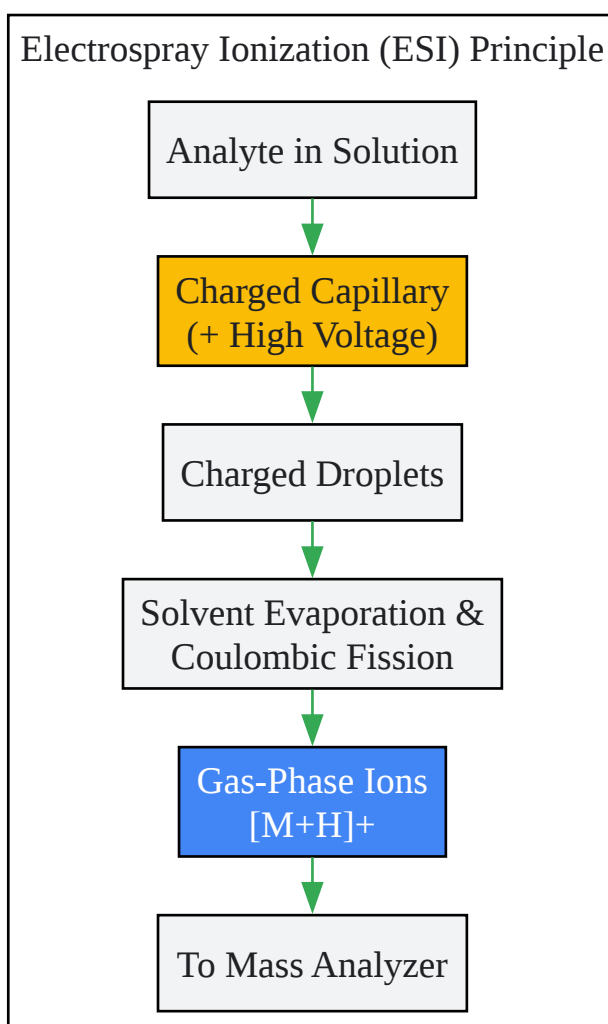 Electrospray Ionization (ESI) Principle
Analyte in Solution
Charged Capillary
(+ High Voltage)
Charged Droplets
Solvent Evaporation &
Coulombic Fission
Gas-Phase Ions
[M+H]+
To Mass Analyzer